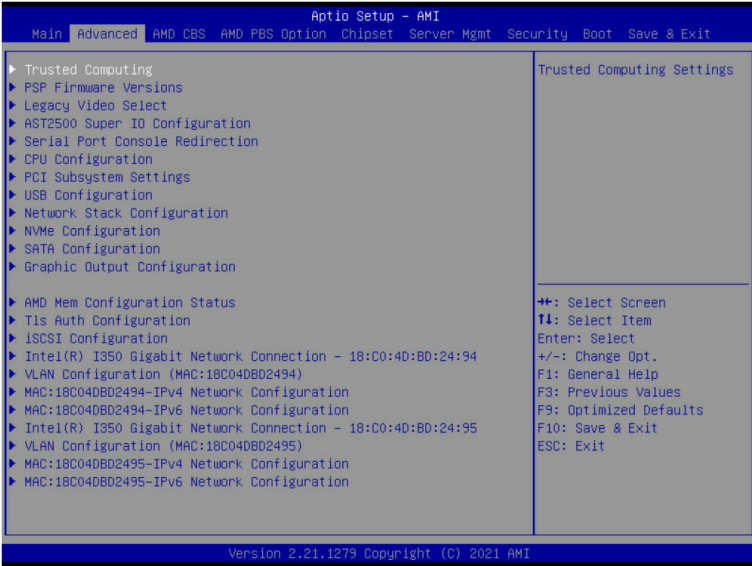 Aptio Setup – AMI
Main Advanced AMD CBS AMD PBS Option Chipset Server Mgmt Security Boot Save & Exit
▶ Trusted Computing
▶ PSP Firmware Versions
▶ Legacy Video Select
▶ AST2500 Super IO Configuration
▶ Serial Port Console Redirection
▶ CPU Configuration
▶ PCI Subsystem Settings
▶ USB Configuration
▶ Network Stack Configuration
▶ NVMe Configuration
▶ SATA Configuration
▶ Graphic Output Configuration
▶ AMD Mem Configuration Status
▶ Tls Auth Configuration
▶ iSCSI Configuration
▶ Intel(R) I350 Gigabit Network Connection – 18:C0:4D:BD:24:94
▶ VLAN Configuration (MAC:18C04DBD2494)
▶ MAC:18C04DBD2494-IPv4 Network Configuration
▶ MAC:18C04DBD2494-IPv6 Network Configuration
▶ Intel(R) I350 Gigabit Network Connection – 18:C0:4D:BD:24:95
▶ VLAN Configuration (MAC:18C04DBD2495)
▶ MAC:18C04DBD2495-IPv4 Network Configuration
▶ MAC:18C04DBD2495-IPv6 Network Configuration
Trusted Computing Settings
→←: Select Screen
↑↓: Select Item
Enter: Select
+/-: Change Opt.
F1: General Help
F3: Previous Values
F9: Optimized Defaults
F10: Save & Exit
ESC: Exit
Version 2.21.1279 Copyright (C) 2021 AMI